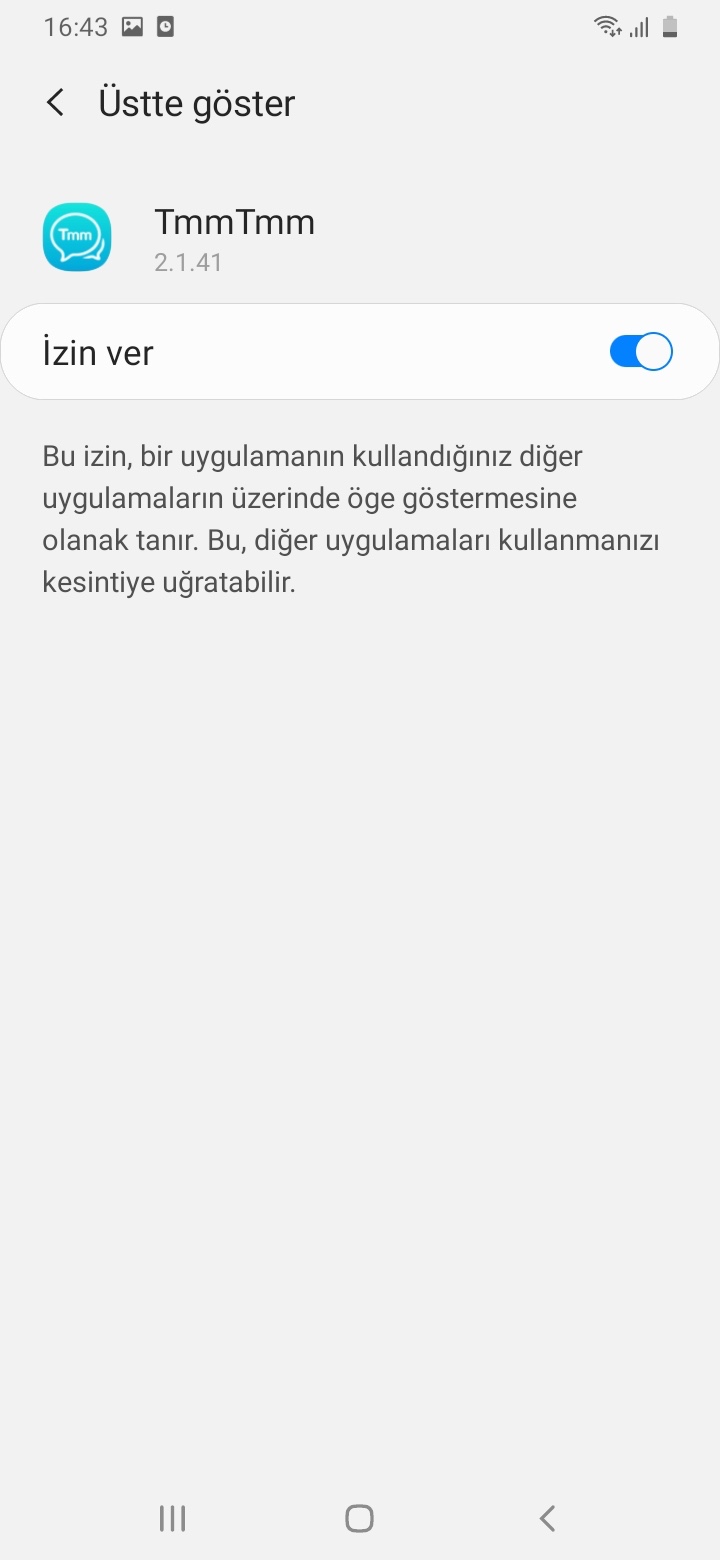 16:43
Üstte göster
Tmm
TmmTmm
2.1.41
İzin ver
Bu izin, bir uygulamanın kullandığınız diğer
uygulamaların üzerinde öge göstermesine
olanak tanır. Bu, diğer uygulamaları kullanmanızı
kesintiye uğratabilir.